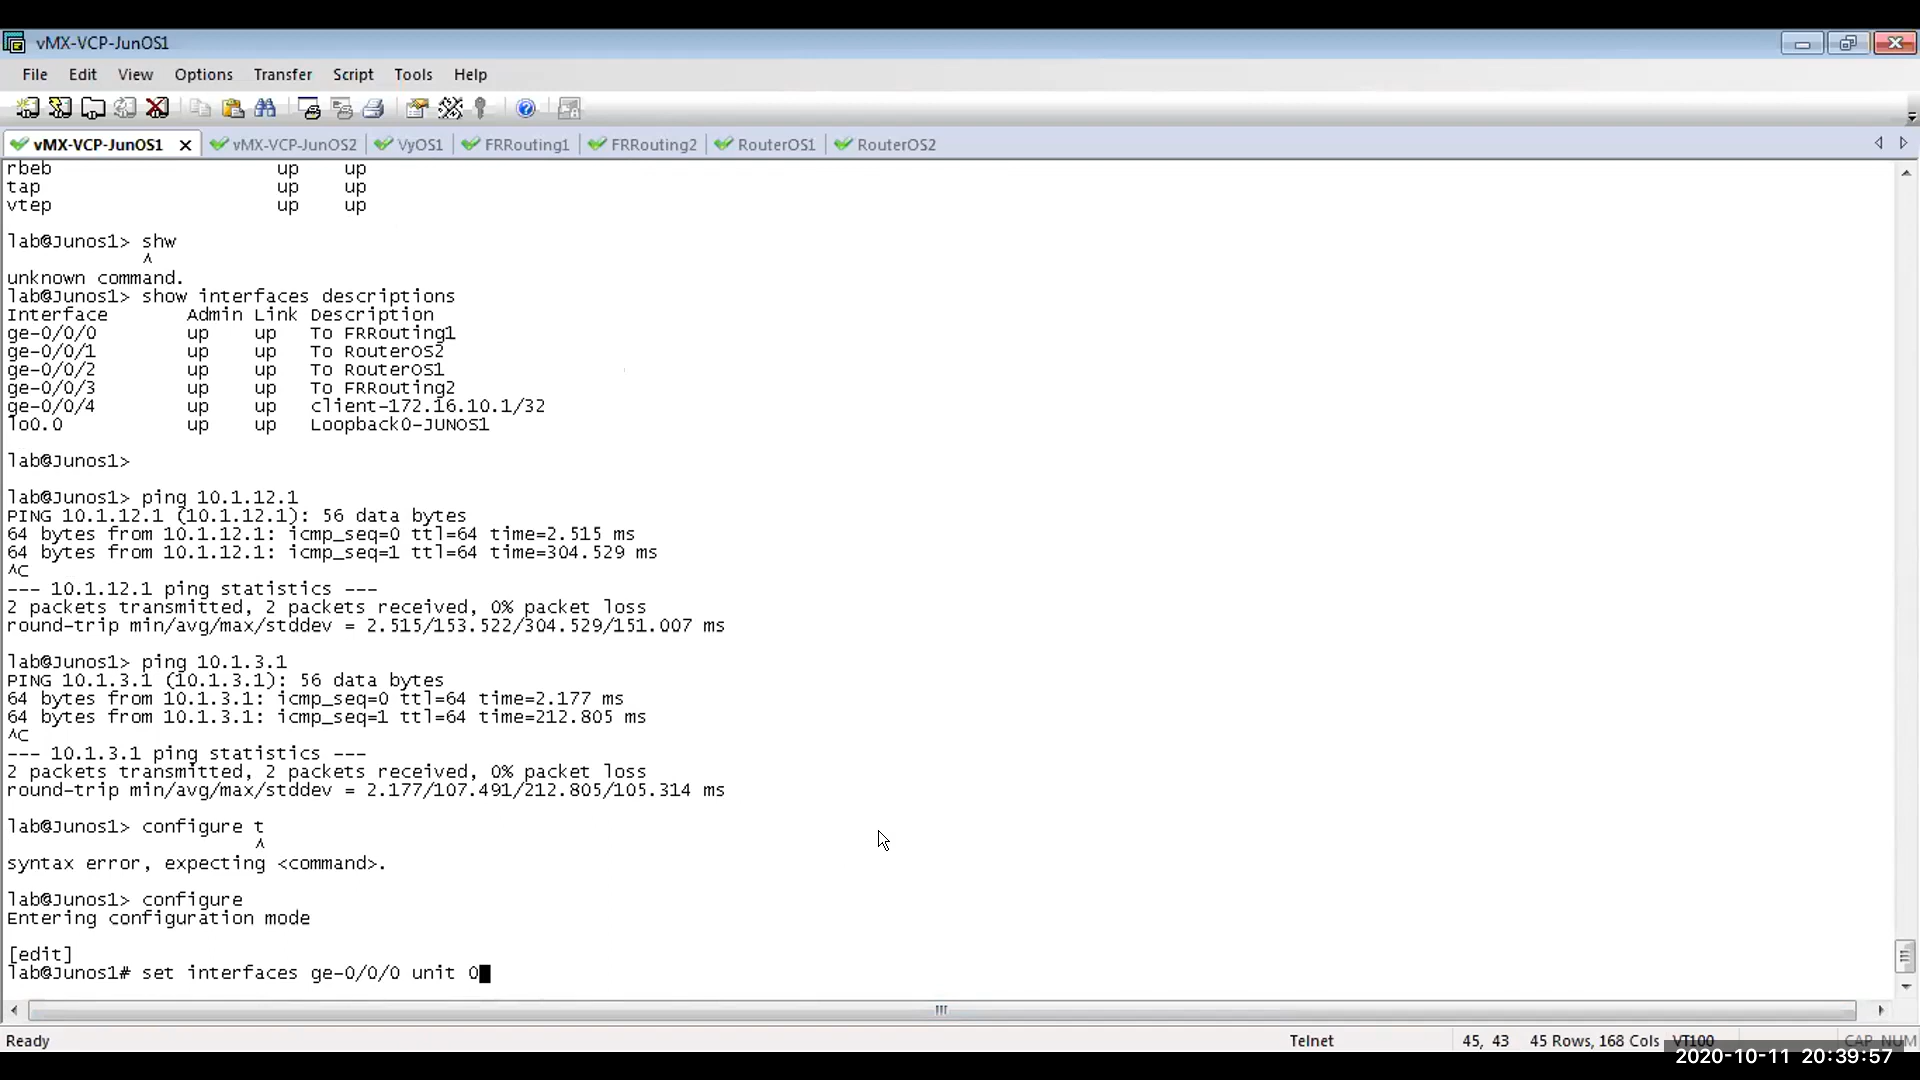 vMX-VCP-JunOS1
File Edit View Options Transfer Script Tools Help
vMX-VCP-JunOS1 vMX-VCP-JunOS2 VyOS1 FRRouting1 FRRouting2 RouterOS1 RouterOS2
rbeb up up
tap up up
vtep up up
lab@Junos1> shw
^
unknown command.
lab@Junos1> show interfaces descriptions
Interface Admin Link Description
ge-0/0/0 up up To FRRouting1
ge-0/0/1 up up To RouterOS2
ge-0/0/2 up up To RouterOS1
ge-0/0/3 up up To FRRouting2
ge-0/0/4 up up client-172.16.10.1/32
lo0.0 up up Loopback0-JUNOS1
lab@Junos1>
lab@Junos1> ping 10.1.12.1
PING 10.1.12.1 (10.1.12.1): 56 data bytes
64 bytes from 10.1.12.1: icmp_seq=0 ttl=64 time=2.515 ms
64 bytes from 10.1.12.1: icmp_seq=1 ttl=64 time=304.529 ms
^C
--- 10.1.12.1 ping statistics ---
2 packets transmitted, 2 packets received, 0% packet loss
round-trip min/avg/max/stddev = 2.515/153.522/304.529/151.007 ms
lab@Junos1> ping 10.1.3.1
PING 10.1.3.1 (10.1.3.1): 56 data bytes
64 bytes from 10.1.3.1: icmp_seq=0 ttl=64 time=2.177 ms
64 bytes from 10.1.3.1: icmp_seq=1 ttl=64 time=212.805 ms
^C
--- 10.1.3.1 ping statistics ---
2 packets transmitted, 2 packets received, 0% packet loss
round-trip min/avg/max/stddev = 2.177/107.491/212.805/105.314 ms
lab@Junos1> configure t
^
syntax error, expecting <command>.
lab@Junos1> configure
Entering configuration mode
[edit]
lab@Junos1# set interfaces ge-0/0/0 unit 0
Ready Telnet 45, 43 45 Rows, 168 Cols VT100 CAP NUM
2020-10-11 20:39:57